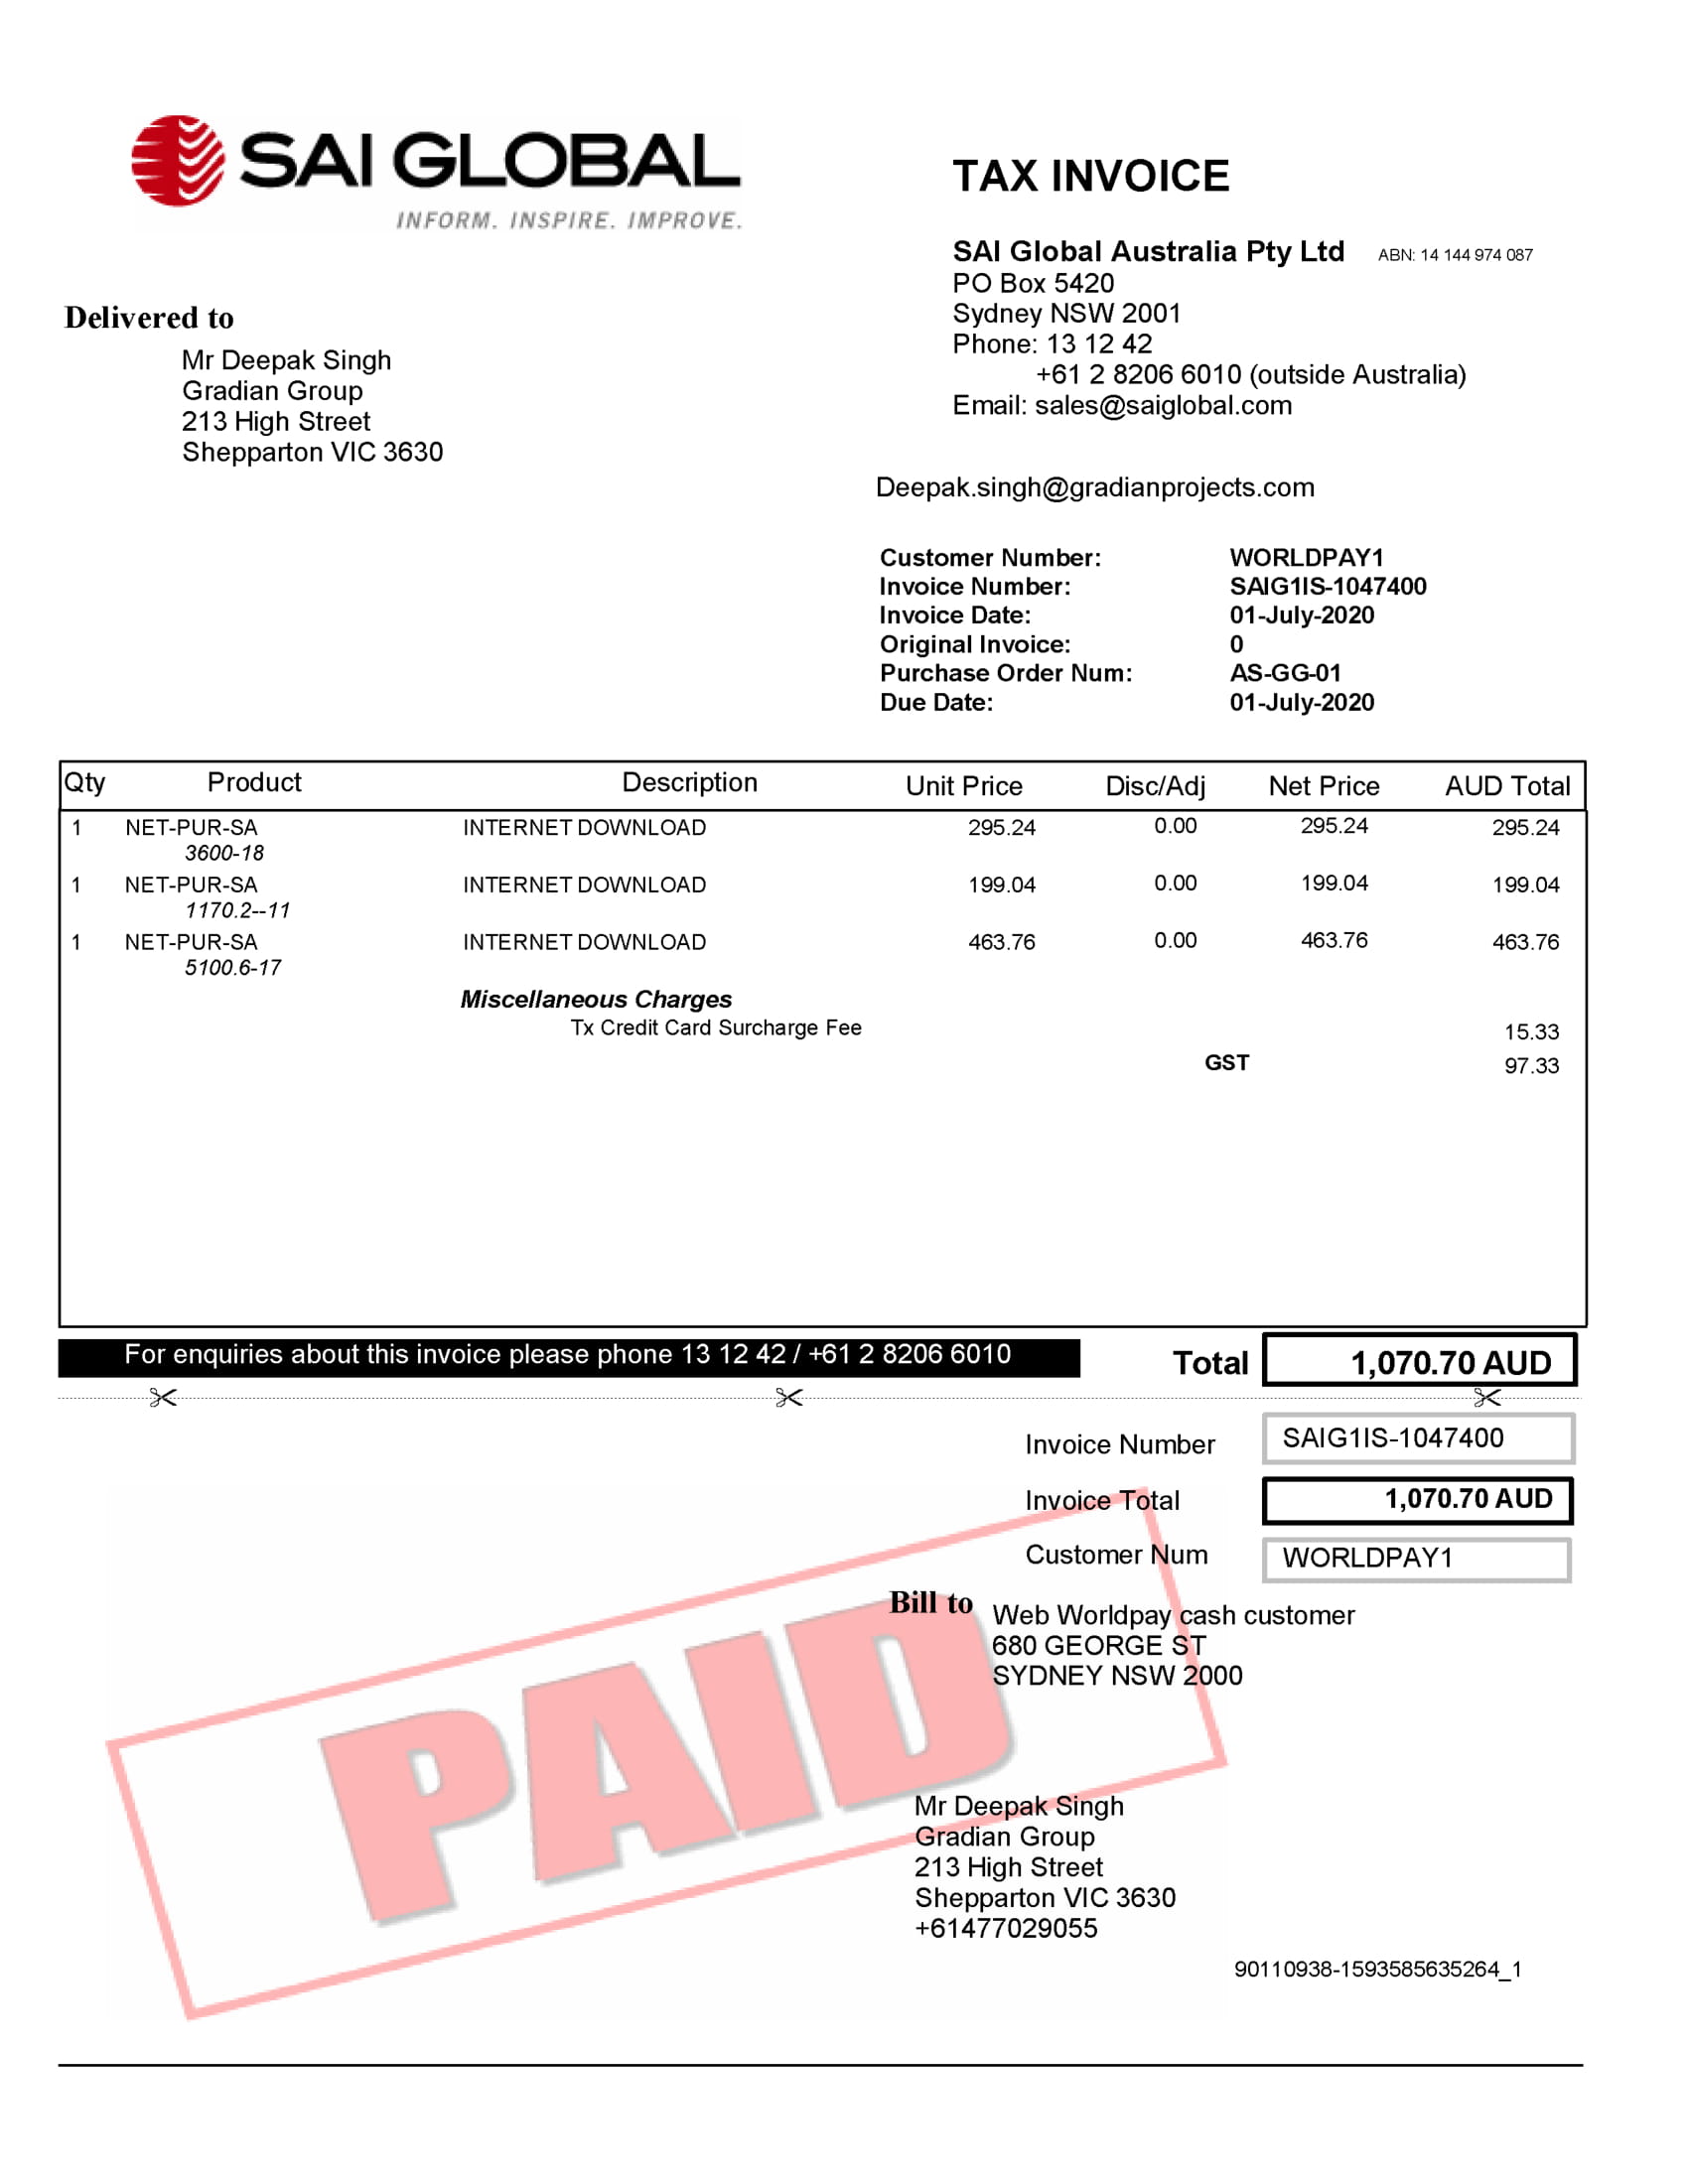 SAI GLOBAL
INFORM. INSPIRE. IMPROVE.
TAX INVOICE
SAI Global Australia Pty Ltd ABN: 14 144 974 087
PO Box 5420
Sydney NSW 2001
Phone: 13 12 42
+61 2 8206 6010 (outside Australia)
Email: sales@saiglobal.com
Delivered to
Mr Deepak Singh
Gradian Group
213 High Street
Shepparton VIC 3630
Deepak.singh@gradianprojects.com
Customer Number: WORLDPAY1
Invoice Number: SAIG1IS-1047400
Invoice Date: 01-July-2020
Original Invoice: 0
Purchase Order Num: AS-GG-01
Due Date: 01-July-2020
Qty Product Description Unit Price Disc/Adj Net Price AUD Total
1 NET-PUR-SA INTERNET DOWNLOAD 295.24 0.00 295.24 295.24
3600-18
1 NET-PUR-SA INTERNET DOWNLOAD 199.04 0.00 199.04 199.04
1170.2--11
1 NET-PUR-SA INTERNET DOWNLOAD 463.76 0.00 463.76 463.76
5100.6-17
Miscellaneous Charges
Tx Credit Card Surcharge Fee 15.33
GST 97.33
For enquiries about this invoice please phone 13 12 42 / +61 2 8206 6010 Total 1,070.70 AUD
Invoice Number SAIG1IS-1047400
Invoice Total 1,070.70 AUD
Customer Num WORLDPAY1
Bill to Web Worldpay cash customer
680 GEORGE ST
SYDNEY NSW 2000
PAID
Mr Deepak Singh
Gradian Group
213 High Street
Shepparton VIC 3630
+61477029055
90110938-1593585635264_1